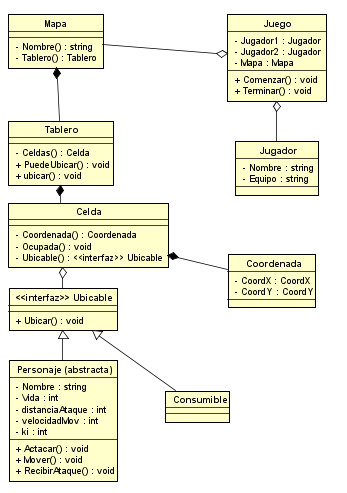 Mapa
- Nombre() : string
- Tablero() : Tablero
Juego
- Jugador1 : Jugador
- Jugador2 : Jugador
- Mapa : Mapa
+ Comenzar() : void
+ Terminar() : void
Tablero
- Celdas() : Celda
+ PuedeUbicar() : void
+ ubicar() : void
Jugador
- Nombre : string
- Equipo : string
Celda
- Coordenada() : Coordenada
- Ocupada() : void
- Ubicable() : <<interfaz>> Ubicable
Coordenada
- CoordX : CoordX
- CoordY : CoordY
<<interfaz>> Ubicable
+ Ubicar() : void
Personaje (abstracta)
- Nombre : string
- Vida : int
- distanciaAtaque : int
- velocidadMov : int
- ki : int
+ Actacar() : void
+ Mover() : void
+ RecibirAtaque() : void
Consumible